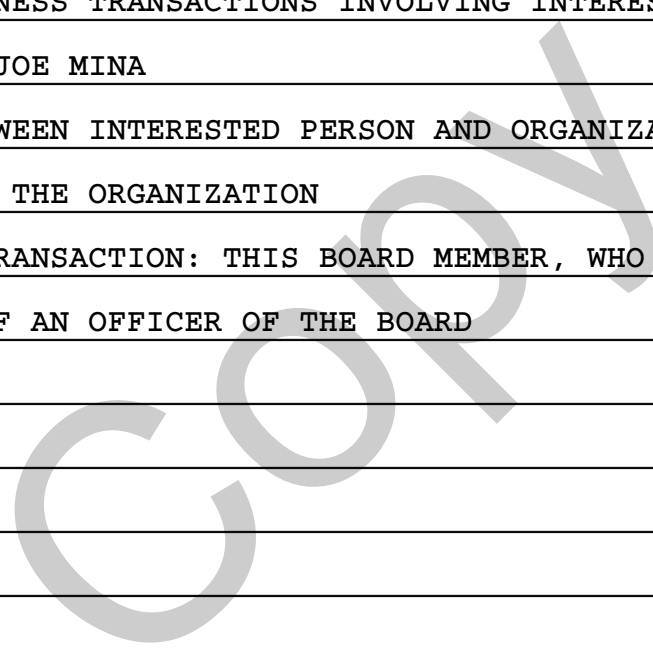 NESS TRANSACTIONS INVOLVING INTERES
JOE MINA
WEEN INTERESTED PERSON AND ORGANIZA
THE ORGANIZATION
RANSACTION: THIS BOARD MEMBER, WHO
F AN OFFICER OF THE BOARD
Copy